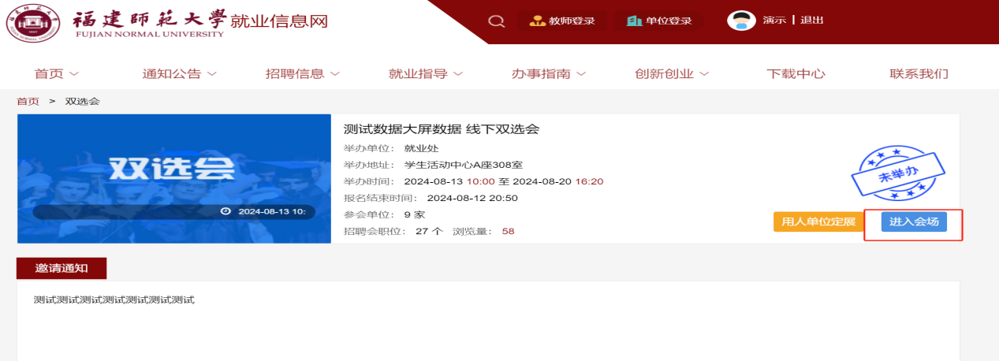 福建师范大学 就业信息网
FUJIAN NORMAL UNIVERSITY
教师登录 单位登录 演示 | 退出
首页 通知公告 招聘信息 就业指导 办事指南 创新创业 下载中心 联系我们
首页 > 双选会
双选会
2024-08-13 10:
测试数据大屏数据 线下双选会
举办单位： 就业处
举办地址： 学生活动中心A座308室
举办时间： 2024-08-13 10:00 至 2024-08-20 16:20
报名结束时间： 2024-08-12 20:50
参会单位： 9 家
招聘会职位： 27 个 浏览量： 58
未举办
用人单位定展 进入会场
邀请通知
测试测试测试测试测试测试测试